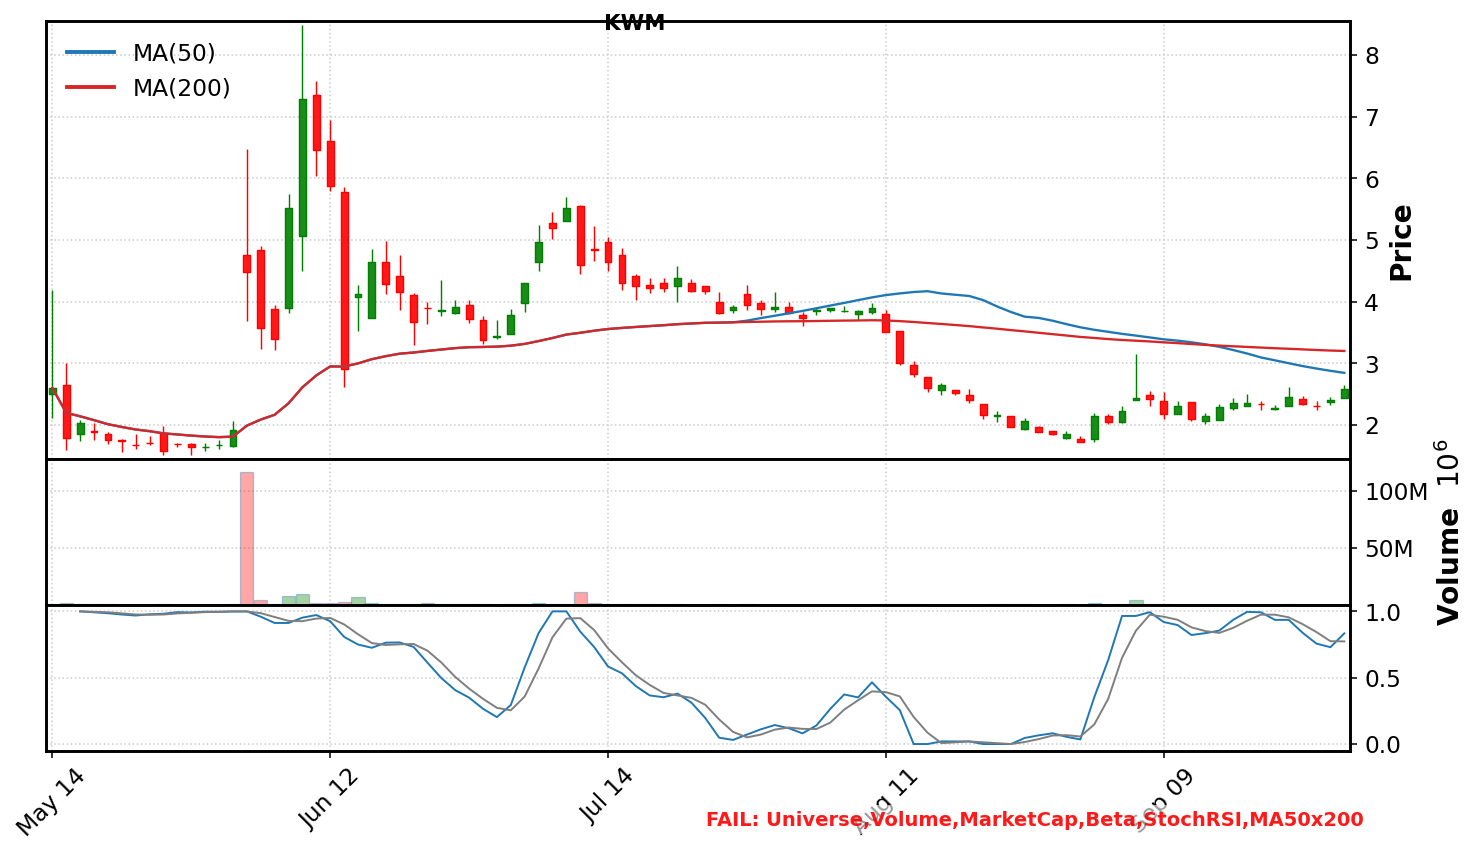 KWM
MA(50)
MA(200)
8
7
6
5
4
3
2
Price
10^6
100M
50M
Volume
1.0
0.5
0.0
May 14
Jun 12
Jul 14
Aug 11
Sep 09
FAIL: Universe,Volume,MarketCap,Beta,StochRSI,MA50x200